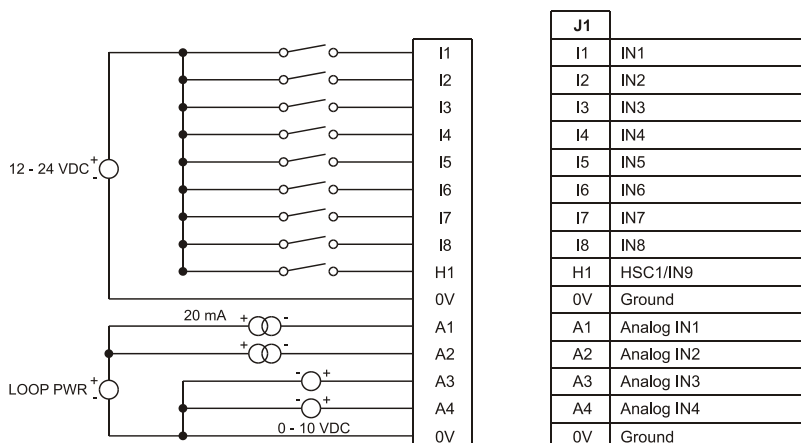 12 - 24 VDC
+
-
I1
I2
I3
I4
I5
I6
I7
I8
H1
0V
20 mA
+ -
A1
+ -
A2
LOOP PWR
+
-
- +
A3
- +
A4
0 - 10 VDC
0V
J1
I1 IN1
I2 IN2
I3 IN3
I4 IN4
I5 IN5
I6 IN6
I7 IN7
I8 IN8
H1 HSC1/IN9
0V Ground
A1 Analog IN1
A2 Analog IN2
A3 Analog IN3
A4 Analog IN4
0V Ground